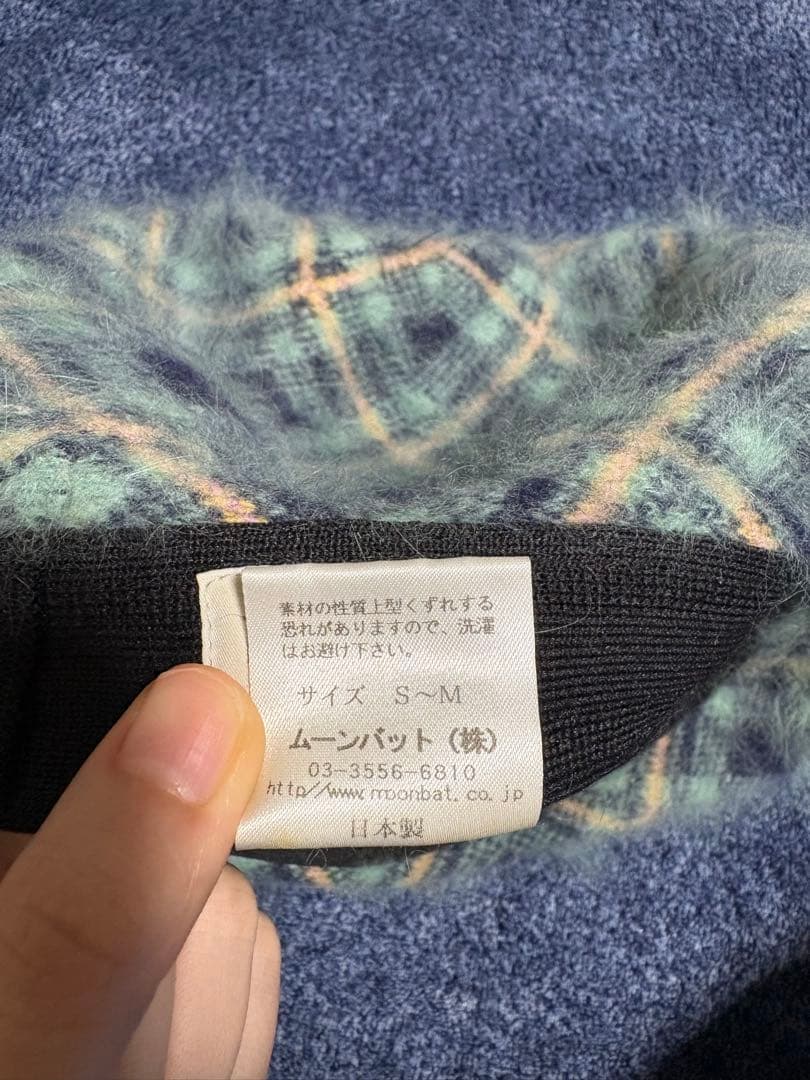 素材の性質上型くずれする
恐れがありますので、洗濯
はお避け下さい。
サイズ　S〜M
ムーンバット（株）
03-3556-6810
http//www.moonbat.co.jp
日本製